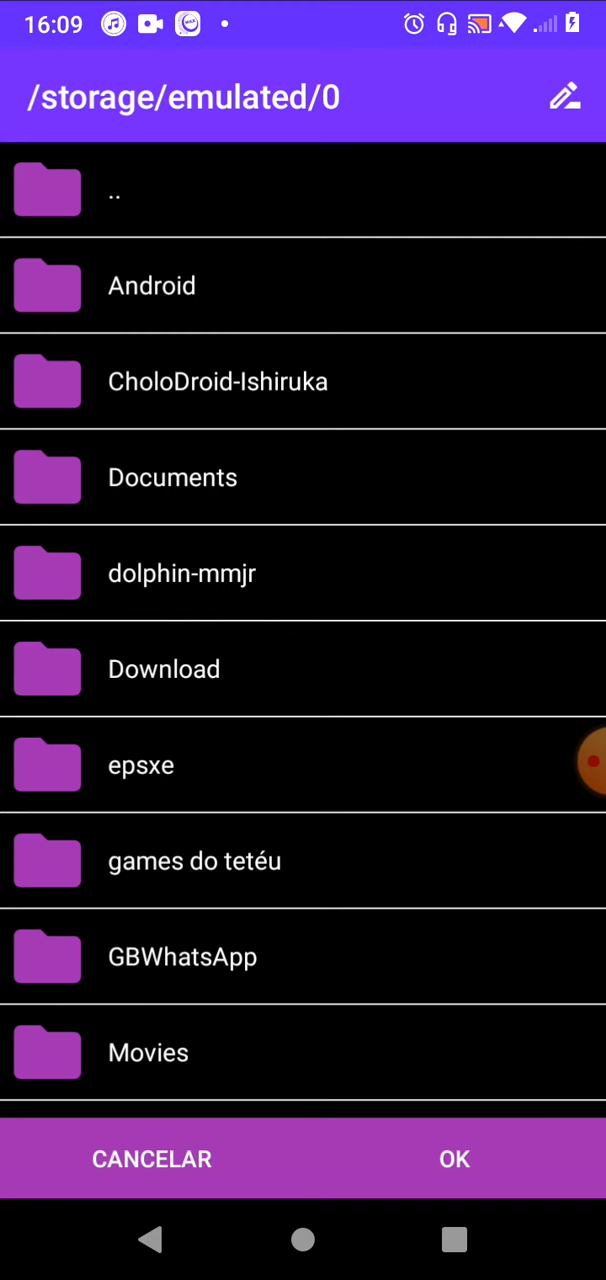 16:09
/storage/emulated/0
..
Android
CholoDroid-Ishiruka
Documents
dolphin-mmjr
Download
epsxe
games do tetéu
GBWhatsApp
Movies
CANCELAR OK